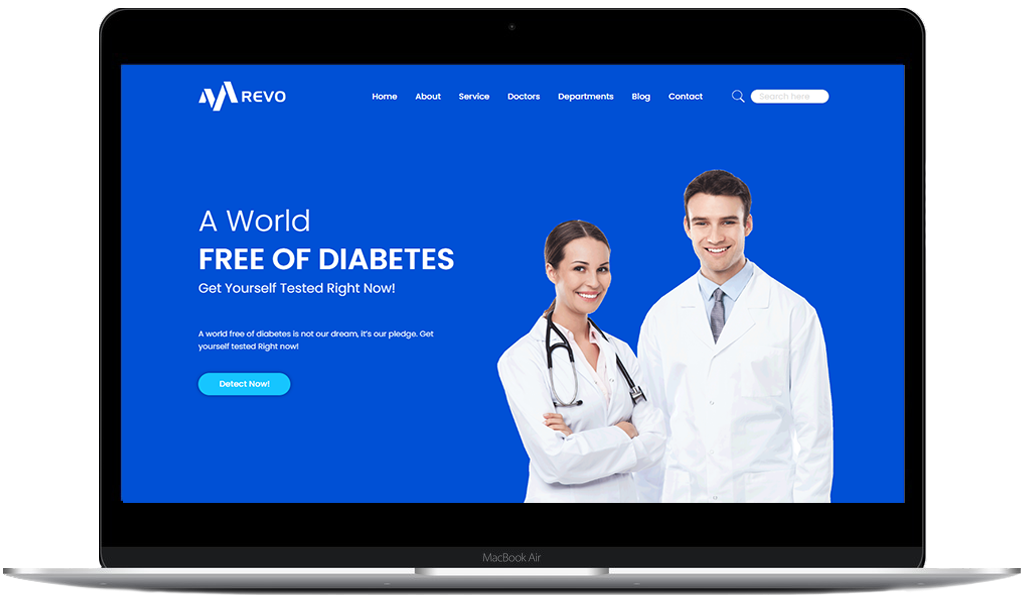 REVO
Home About Service Doctors Departments Blog Contact Search here
A World
FREE OF DIABETES
Get Yourself Tested Right Now!
A world free of diabetes is not our dream, it's our pledge. Get
yourself tested Right now!
Detect Now!
MacBook Air